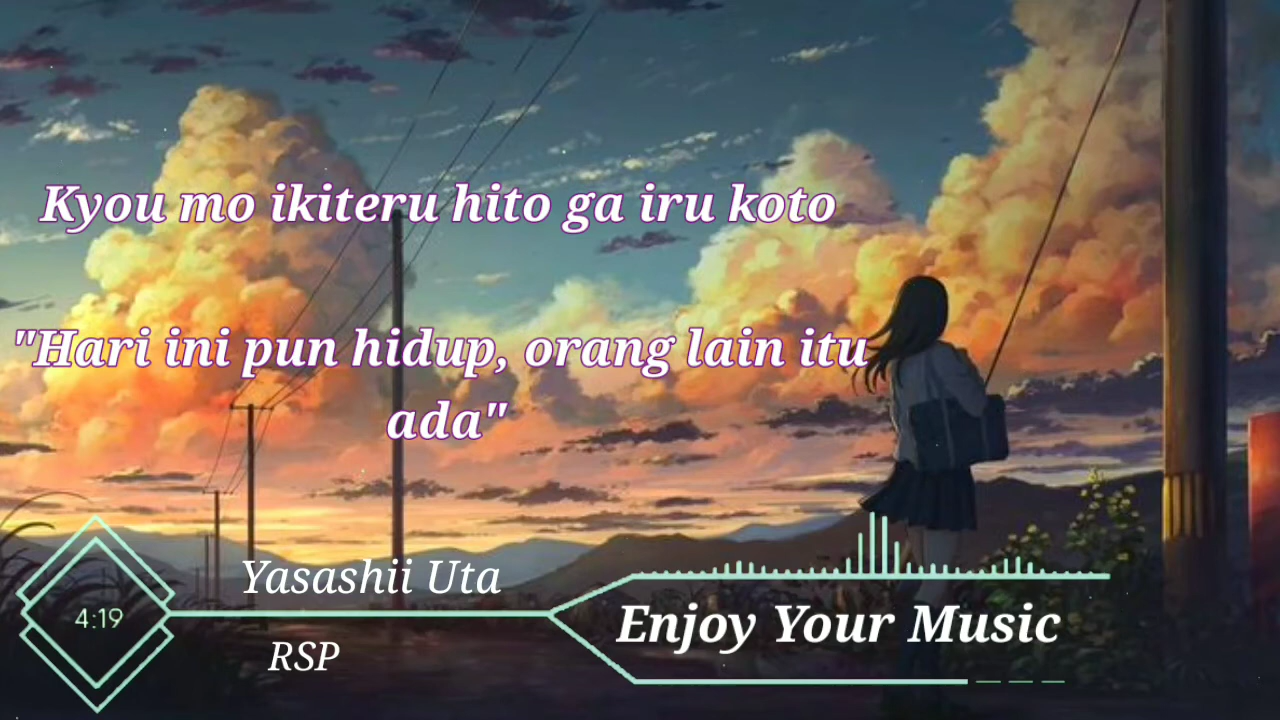 Kyou mo ikiteru hito ga iru koto
"Hari ini pun hidup, orang lain itu
ada"
Yasashii Uta
4:19
Enjoy Your Music
RSP